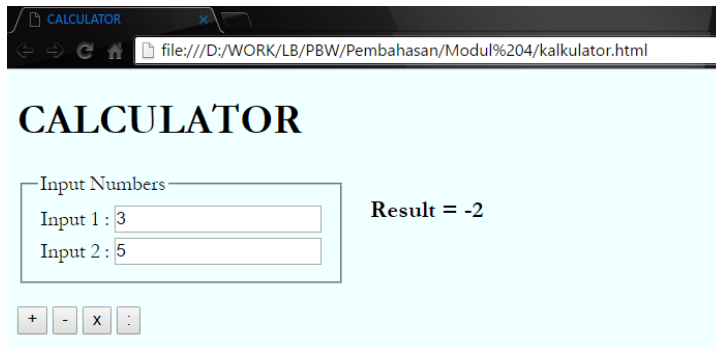 CALCULATOR
file:///D:/WORK/LB/PBW/Pembahasan/Modul%204/kalkulator.html
CALCULATOR
Input Numbers
Input 1 : 3
Input 2 : 5
Result = -2
+ - x :